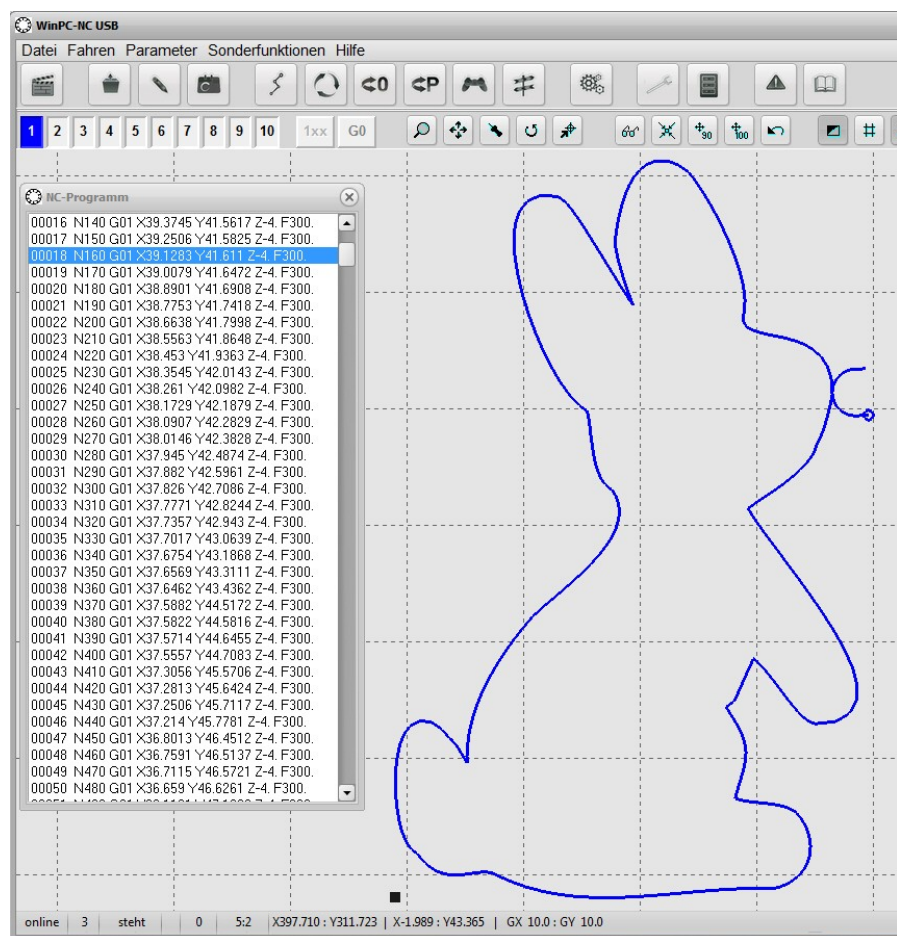 WinPC-NC USB
Datei Fahren Parameter Sonderfunktionen Hilfe
0 P
1 2 3 4 5 6 7 8 9 10 1xx G0 90 100
NC-Programm
00016 N140 G01 X39.3745 Y41.5617 Z-4. F300.
00017 N150 G01 X39.2506 Y41.5825 Z-4. F300.
00018 N160 G01 X39.1283 Y41.611 Z-4. F300.
00019 N170 G01 X39.0079 Y41.6472 Z-4. F300.
00020 N180 G01 X38.8901 Y41.6908 Z-4. F300.
00021 N190 G01 X38.7753 Y41.7418 Z-4. F300.
00022 N200 G01 X38.6638 Y41.7998 Z-4. F300.
00023 N210 G01 X38.5563 Y41.8648 Z-4. F300.
00024 N220 G01 X38.453 Y41.9363 Z-4. F300.
00025 N230 G01 X38.3545 Y42.0143 Z-4. F300.
00026 N240 G01 X38.261 Y42.0982 Z-4. F300.
00027 N250 G01 X38.1729 Y42.1879 Z-4. F300.
00028 N260 G01 X38.0907 Y42.2829 Z-4. F300.
00029 N270 G01 X38.0146 Y42.3828 Z-4. F300.
00030 N280 G01 X37.945 Y42.4874 Z-4. F300.
00031 N290 G01 X37.882 Y42.5961 Z-4. F300.
00032 N300 G01 X37.826 Y42.7086 Z-4. F300.
00033 N310 G01 X37.7771 Y42.8244 Z-4. F300.
00034 N320 G01 X37.7357 Y42.943 Z-4. F300.
00035 N330 G01 X37.7017 Y43.0639 Z-4. F300.
00036 N340 G01 X37.6754 Y43.1868 Z-4. F300.
00037 N350 G01 X37.6569 Y43.3111 Z-4. F300.
00038 N360 G01 X37.6462 Y43.4362 Z-4. F300.
00039 N370 G01 X37.5882 Y44.5172 Z-4. F300.
00040 N380 G01 X37.5822 Y44.5816 Z-4. F300.
00041 N390 G01 X37.5714 Y44.6455 Z-4. F300.
00042 N400 G01 X37.5557 Y44.7083 Z-4. F300.
00043 N410 G01 X37.3056 Y45.5706 Z-4. F300.
00044 N420 G01 X37.2813 Y45.6424 Z-4. F300.
00045 N430 G01 X37.2506 Y45.7117 Z-4. F300.
00046 N440 G01 X37.214 Y45.7781 Z-4. F300.
00047 N450 G01 X36.8013 Y46.4512 Z-4. F300.
00048 N460 G01 X36.7591 Y46.5137 Z-4. F300.
00049 N470 G01 X36.7115 Y46.5721 Z-4. F300.
00050 N480 G01 X36.659 Y46.6261 Z-4. F300.
online 3 steht 0 5:2 X397.710 : Y311.723 | X-1.989 : Y43.365 | GX 10.0 : GY 10.0